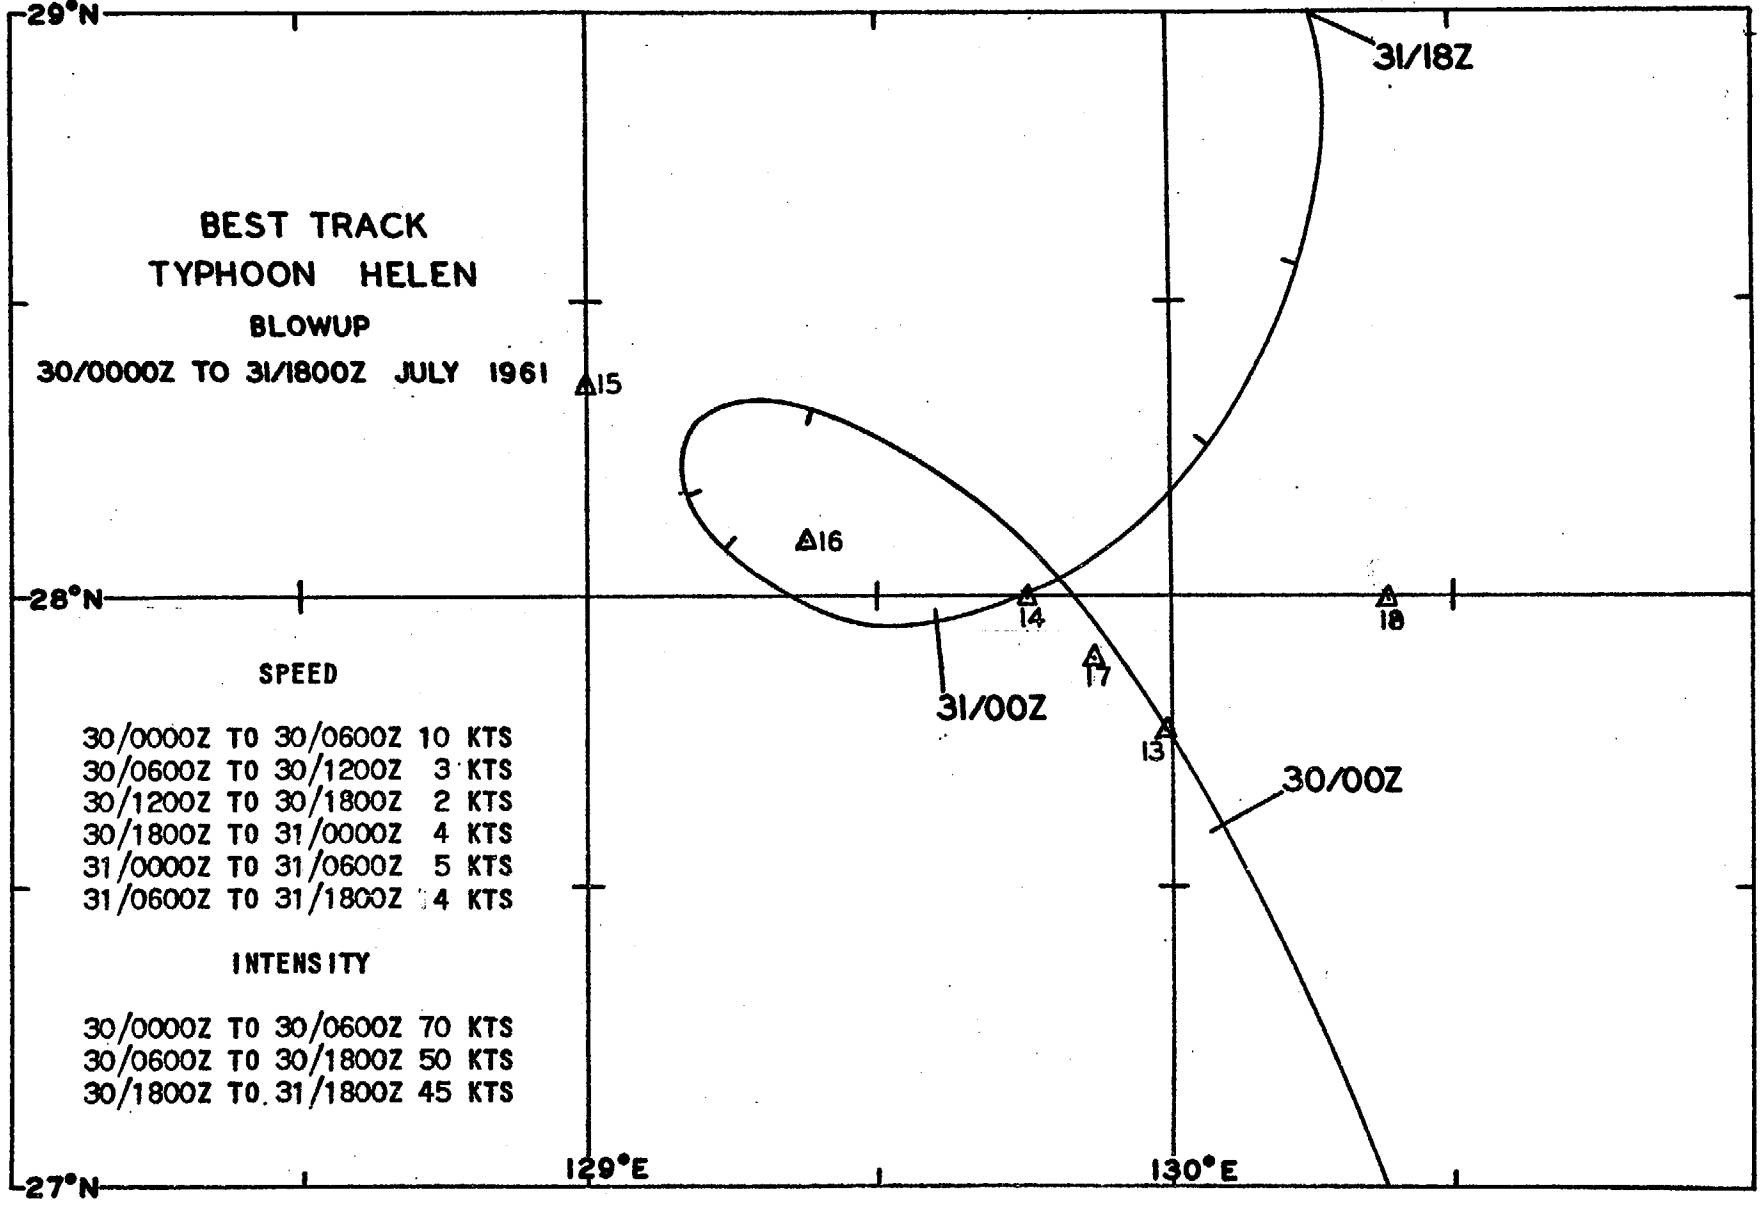 29°N
31/18Z
BEST TRACK
TYPHOON HELEN
BLOWUP
30/0000Z TO 31/1800Z JULY 1961
15
16
28°N
14
18
17
SPEED
31/00Z
13
30/0000Z TO 30/0600Z 10 KTS
30/0600Z TO 30/1200Z 3 KTS
30/1200Z TO 30/1800Z 2 KTS
30/1800Z TO 31/0000Z 4 KTS
31/0000Z TO 31/0600Z 5 KTS
31/0600Z TO 31/1800Z 4 KTS
30/00Z
INTENSITY
30/0000Z TO 30/0600Z 70 KTS
30/0600Z TO 30/1800Z 50 KTS
30/1800Z TO 31/1800Z 45 KTS
129°E
130°E
27°N